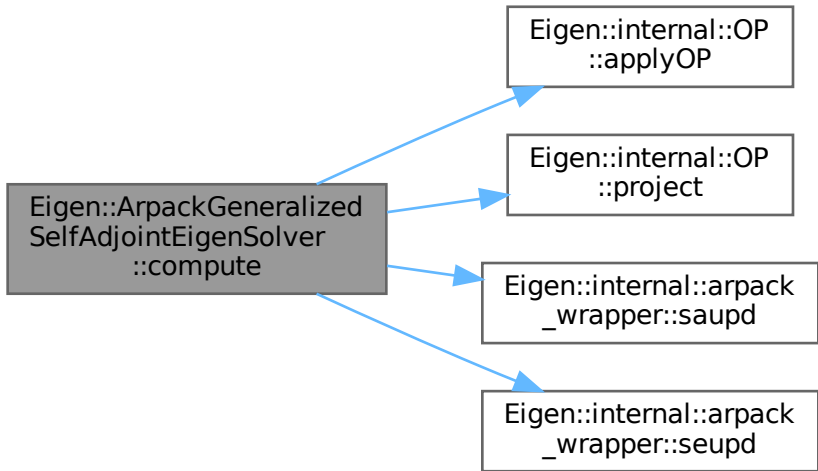 Eigen::internal::OP
::applyOP
Eigen::internal::OP
::project
Eigen::ArpackGeneralized
SelfAdjointEigenSolver
::compute
Eigen::internal::arpack
_wrapper::saupd
Eigen::internal::arpack
_wrapper::seupd